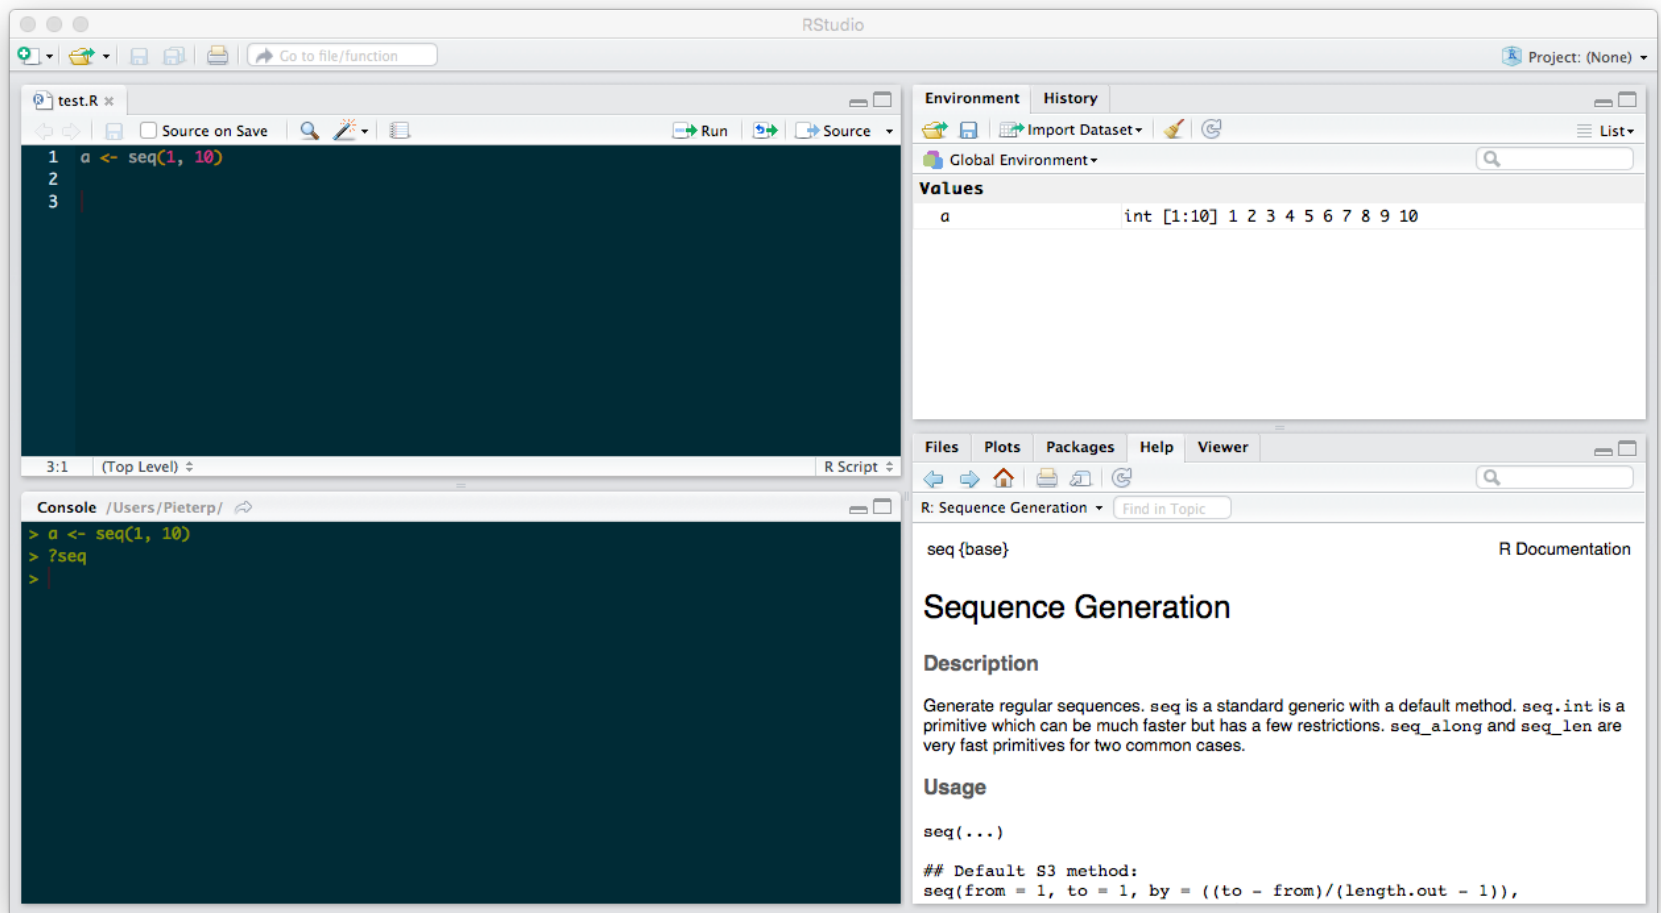 RStudio
Go to file/function
Project: (None)
test.R
Source on Save
Run
Source
1 a <- seq(1, 10)
2
3
3:1 (Top Level)
R Script
Console /Users/Pieterp/
> a <- seq(1, 10)
> ?seq
>
Environment History
Import Dataset
List
Global Environment
Values
a int [1:10] 1 2 3 4 5 6 7 8 9 10
Files Plots Packages Help Viewer
R: Sequence Generation Find in Topic
seq {base} R Documentation
Sequence Generation
Description
Generate regular sequences. seq is a standard generic with a default method. seq.int is a
primitive which can be much faster but has a few restrictions. seq_along and seq_len are
very fast primitives for two common cases.
Usage
seq(...)
## Default S3 method:
seq(from = 1, to = 1, by = ((to - from)/(length.out - 1)),